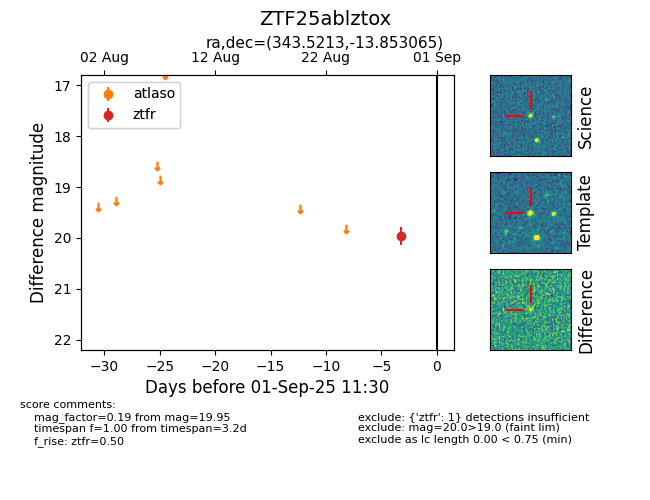 ZTF25ablztox
ra,dec=(343.5213,-13.853065)
02 Aug
12 Aug
22 Aug
01 Sep
17
18
19
20
21
22
Difference magnitude
atlaso
ztfr
−30
−25
−20
−15
−10
−5
0
Days before 01-Sep-25 11:30
Science
Template
Difference
score comments:
mag_factor=0.19 from mag=19.95
timespan f=1.00 from timespan=3.2d
f_rise: ztfr=0.50
exclude: {'ztfr': 1} detections insufficient
exclude: mag=20.0>19.0 (faint lim)
exclude as lc length 0.00 < 0.75 (min)